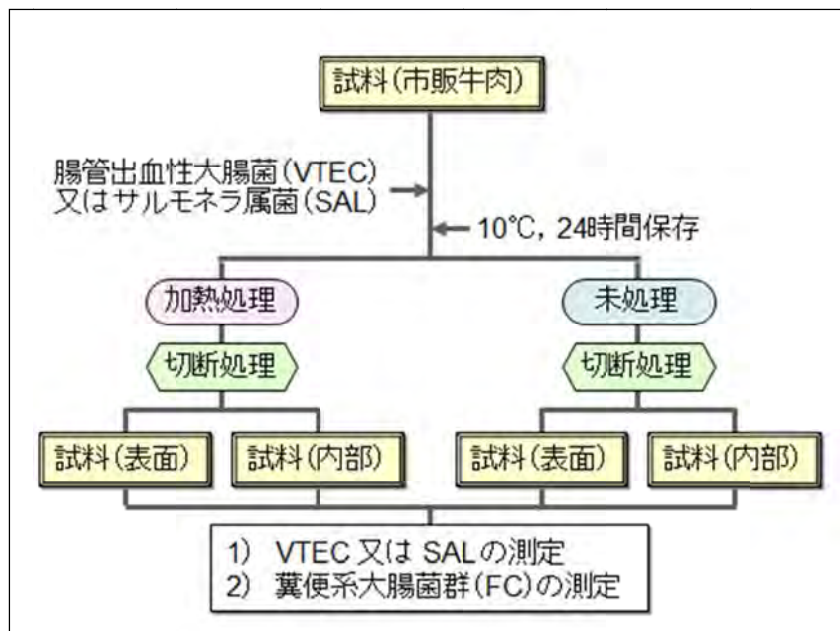 試料(市販牛肉)
腸管出血性大腸菌(VTEC)
又はサルモネラ属菌(SAL)
10℃, 24時間保存
加熱処理
未処理
切断処理
切断処理
試料(表面)
試料(内部)
試料(表面)
試料(内部)
1) VTEC 又は SALの測定
2) 糞便系大腸菌群(FC)の測定